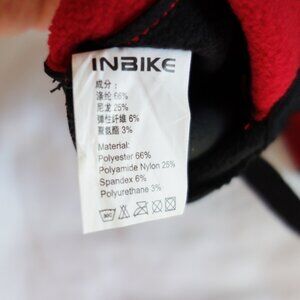 INBIKE
成分：
涤纶 66%
尼龙 25%
弹性纤维 6%
聚氨酯 3%
Material:
Polyester 66%
Polyamide Nylon 25%
Spandex 6%
Polyurethane 3%